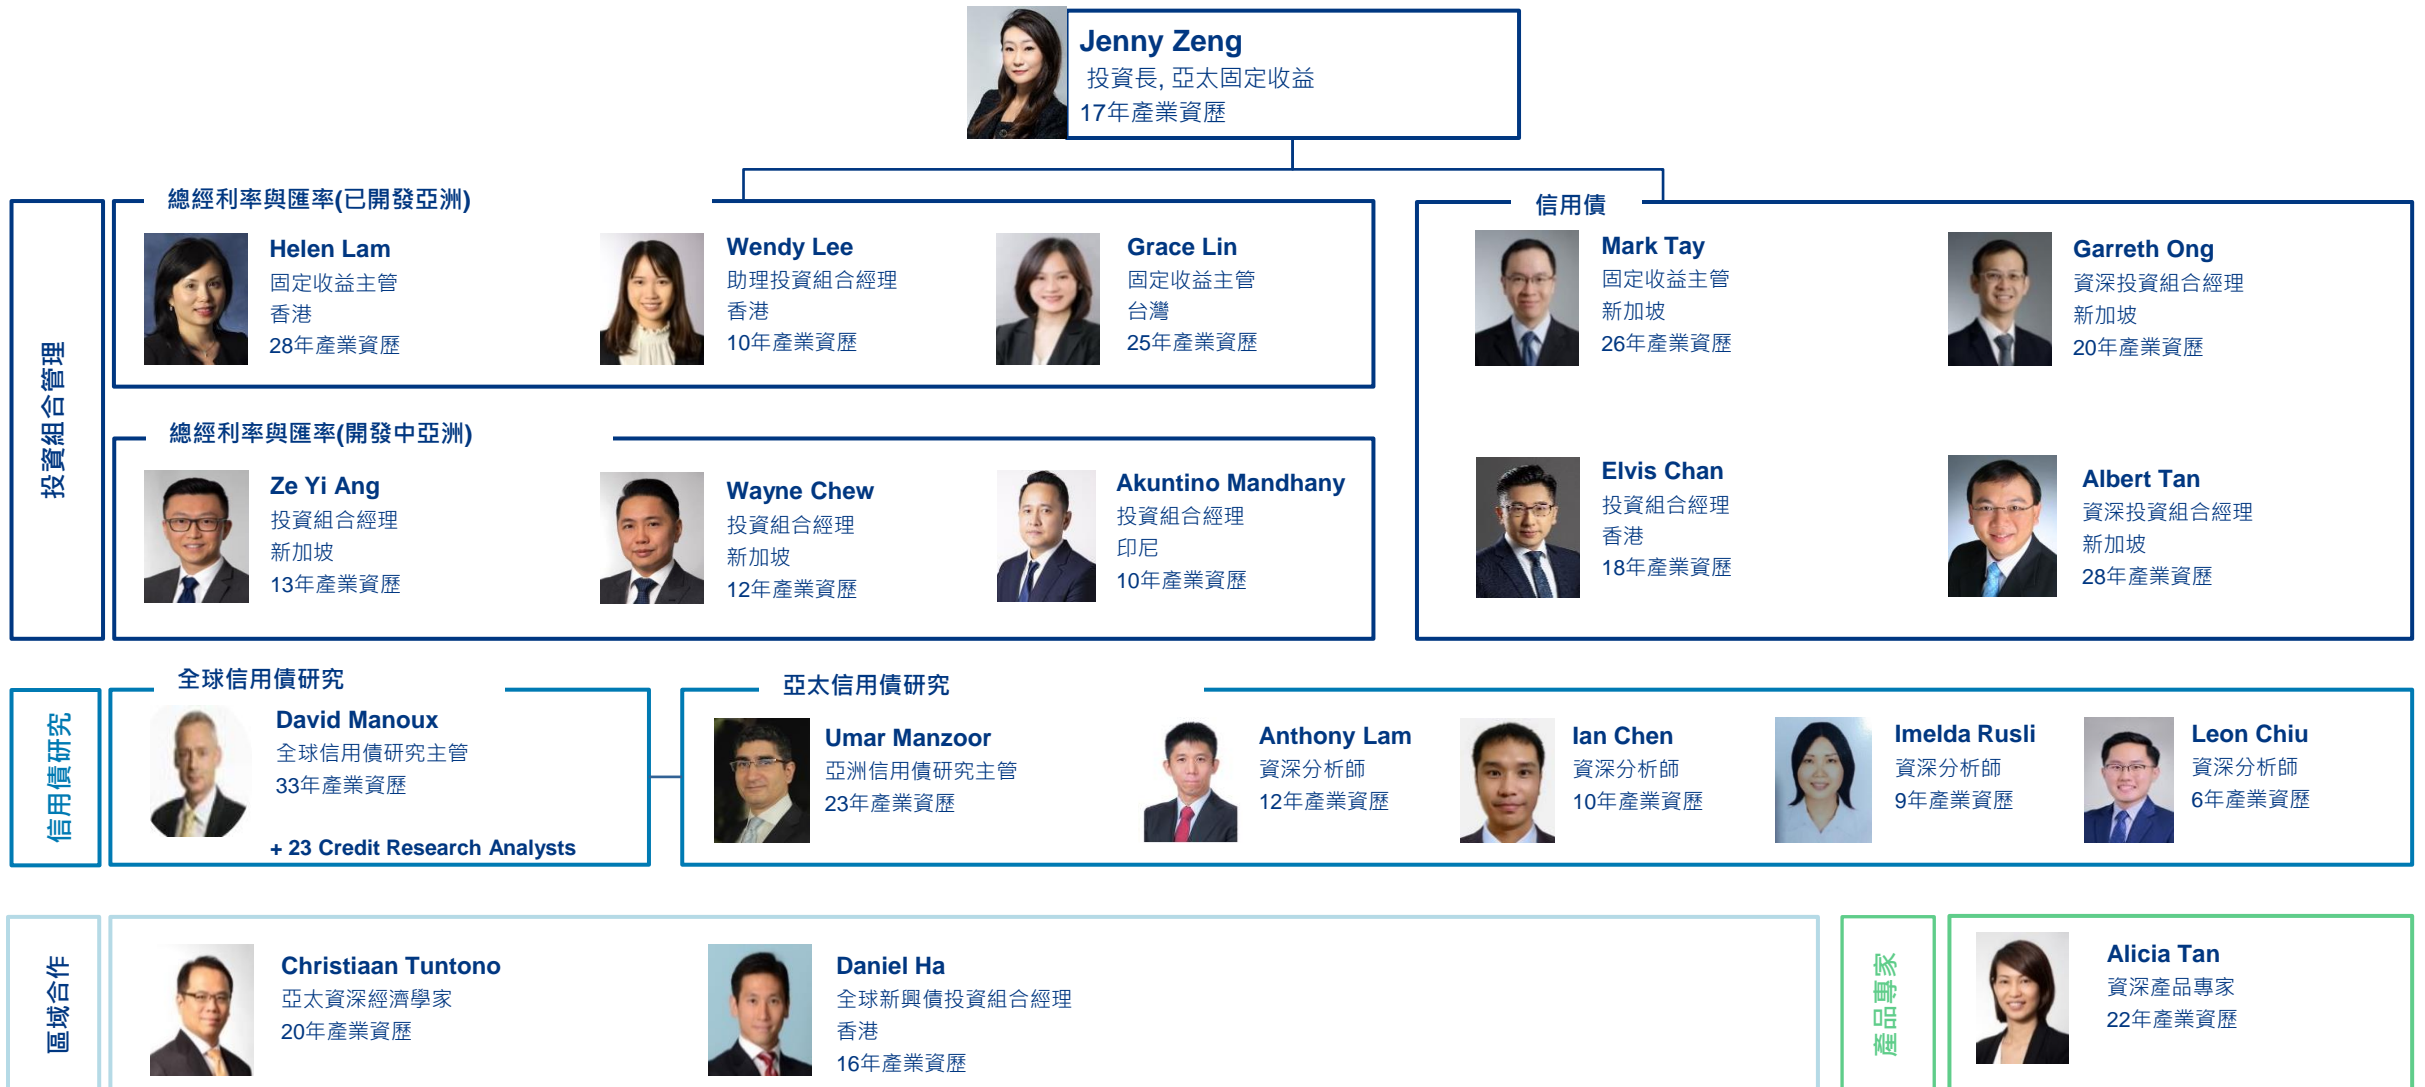 Jenny Zeng
投資長, 亞太固定收益
17年產業資歷
投資組合管理
總經利率與匯率(已開發亞洲)
Helen Lam
固定收益主管
香港
28年產業資歷
Wendy Lee
助理投資組合經理
香港
10年產業資歷
Grace Lin
固定收益主管
台灣
25年產業資歷
總經利率與匯率(開發中亞洲)
Ze Yi Ang
投資組合經理
新加坡
13年產業資歷
Wayne Chew
投資組合經理
新加坡
12年產業資歷
Akuntino Mandhany
投資組合經理
印尼
10年產業資歷
信用債
Mark Tay
固定收益主管
新加坡
26年產業資歷
Garreth Ong
資深投資組合經理
新加坡
20年產業資歷
Elvis Chan
投資組合經理
香港
18年產業資歷
Albert Tan
資深投資組合經理
新加坡
28年產業資歷
信用債研究
全球信用債研究
David Manoux
全球信用債研究主管
33年產業資歷
+ 23 Credit Research Analysts
亞太信用債研究
Umar Manzoor
亞洲信用債研究主管
23年產業資歷
Anthony Lam
資深分析師
12年產業資歷
Ian Chen
資深分析師
10年產業資歷
Imelda Rusli
資深分析師
9年產業資歷
Leon Chiu
資深分析師
6年產業資歷
區域合作
Christiaan Tuntono
亞太資深經濟學家
20年產業資歷
Daniel Ha
全球新興債投資組合經理
香港
16年產業資歷
產品專家
Alicia Tan
資深產品專家
22年產業資歷